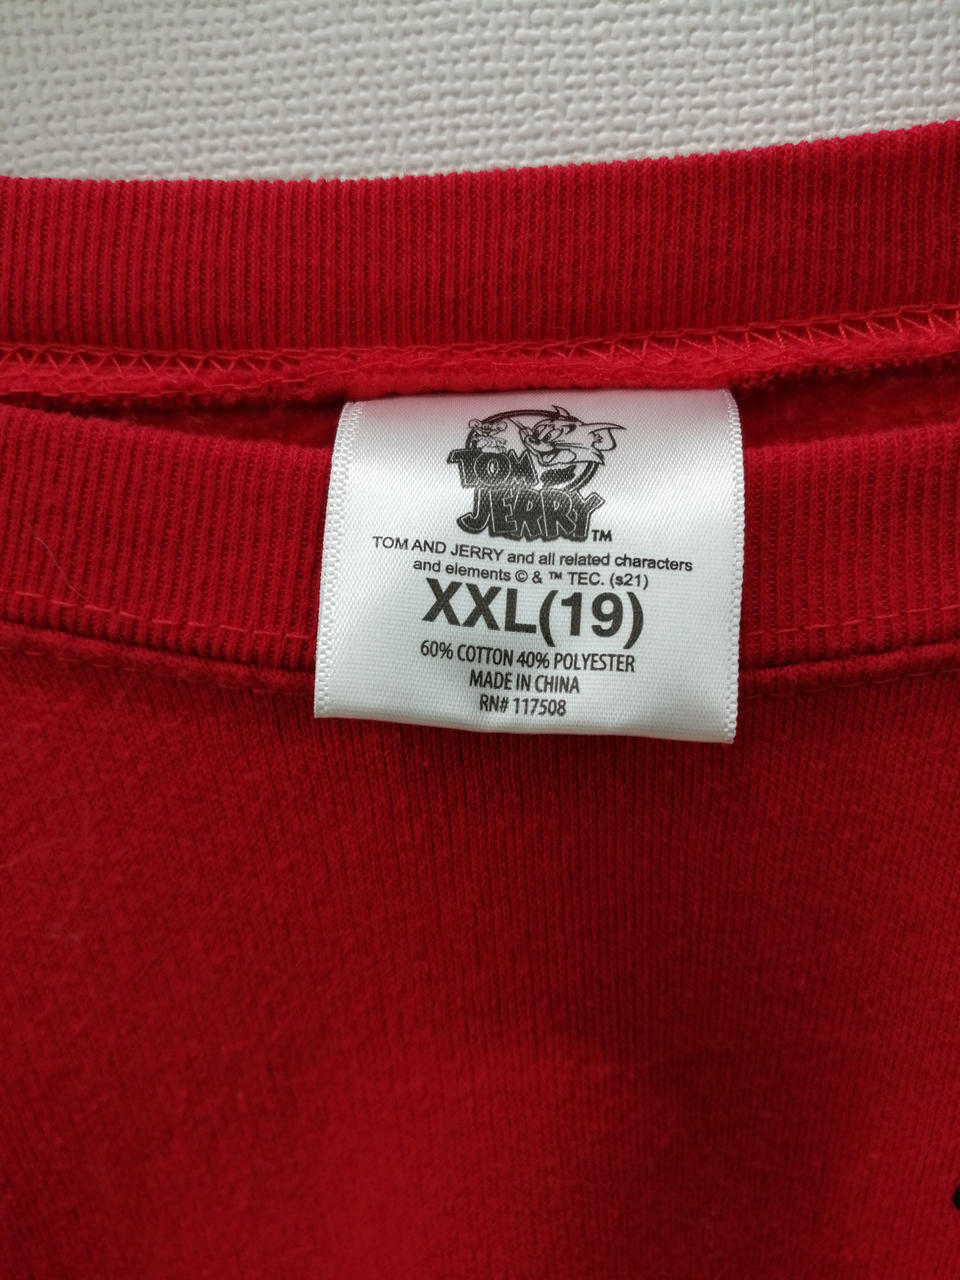 TOM
JERRY™
TOM AND JERRY and all related characters
and elements © & ™ TEC. (s21)
XXL(19)
60% COTTON 40% POLYESTER
MADE IN CHINA
RN# 117508